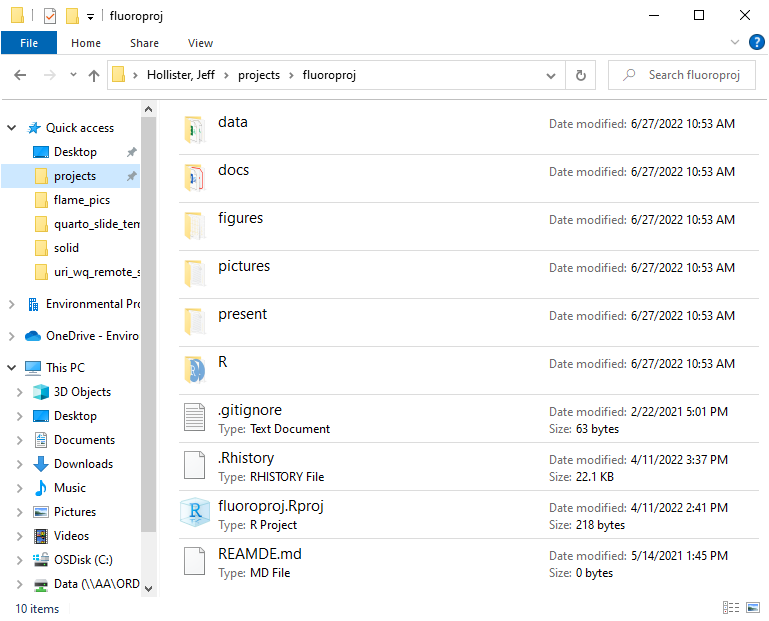 fluoroproj
File Home Share View
Hollister, Jeff > projects > fluoroproj
Search fluoroproj
Quick access
Desktop
projects
flame_pics
quarto_slide_tem
solid
uri_wq_remote_s
Environmental Pro
OneDrive - Enviro
This PC
3D Objects
Desktop
Documents
Downloads
Music
Pictures
Videos
OSDisk (C:)
Data (\\AA\ORD
data Date modified: 6/27/2022 10:53 AM
docs Date modified: 6/27/2022 10:53 AM
figures Date modified: 6/27/2022 10:53 AM
pictures Date modified: 6/27/2022 10:53 AM
present Date modified: 6/27/2022 10:53 AM
R Date modified: 6/27/2022 10:53 AM
.gitignore Date modified: 2/22/2021 5:01 PM
Type: Text Document Size: 63 bytes
.Rhistory Date modified: 4/11/2022 3:37 PM
Type: RHISTORY File Size: 22.1 KB
fluoroproj.Rproj Date modified: 4/11/2022 2:41 PM
Type: R Project Size: 218 bytes
REAMDE.md Date modified: 5/14/2021 1:45 PM
Type: MD File Size: 0 bytes
10 items